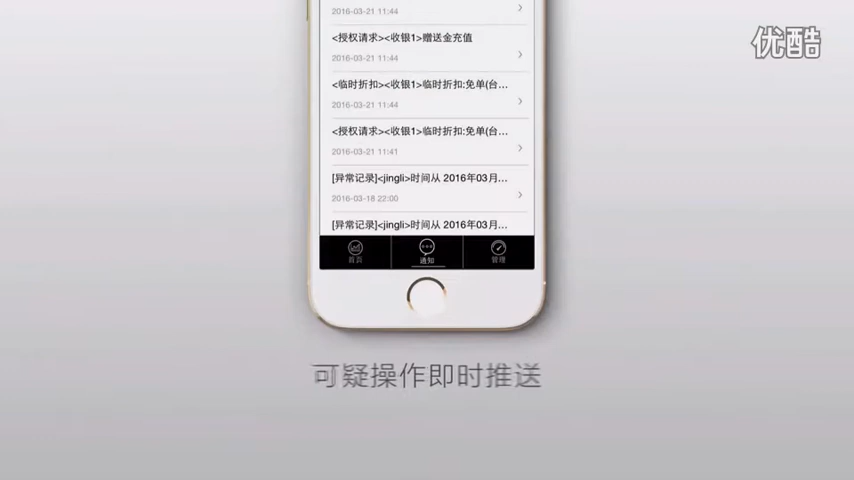 优酷
2016-03-21 11:44
<授权请求><收银1>赠送金充值
2016-03-21 11:44
<临时折扣><收银1>临时折扣:免单(台...
2016-03-21 11:44
<授权请求><收银1>临时折扣:免单(台...
2016-03-21 11:41
[异常记录]<jingli>时间从 2016年03月...
2016-03-18 22:00
[异常记录]<jingli>时间从 2016年03月...
首页 通知 管理
可疑操作即时推送